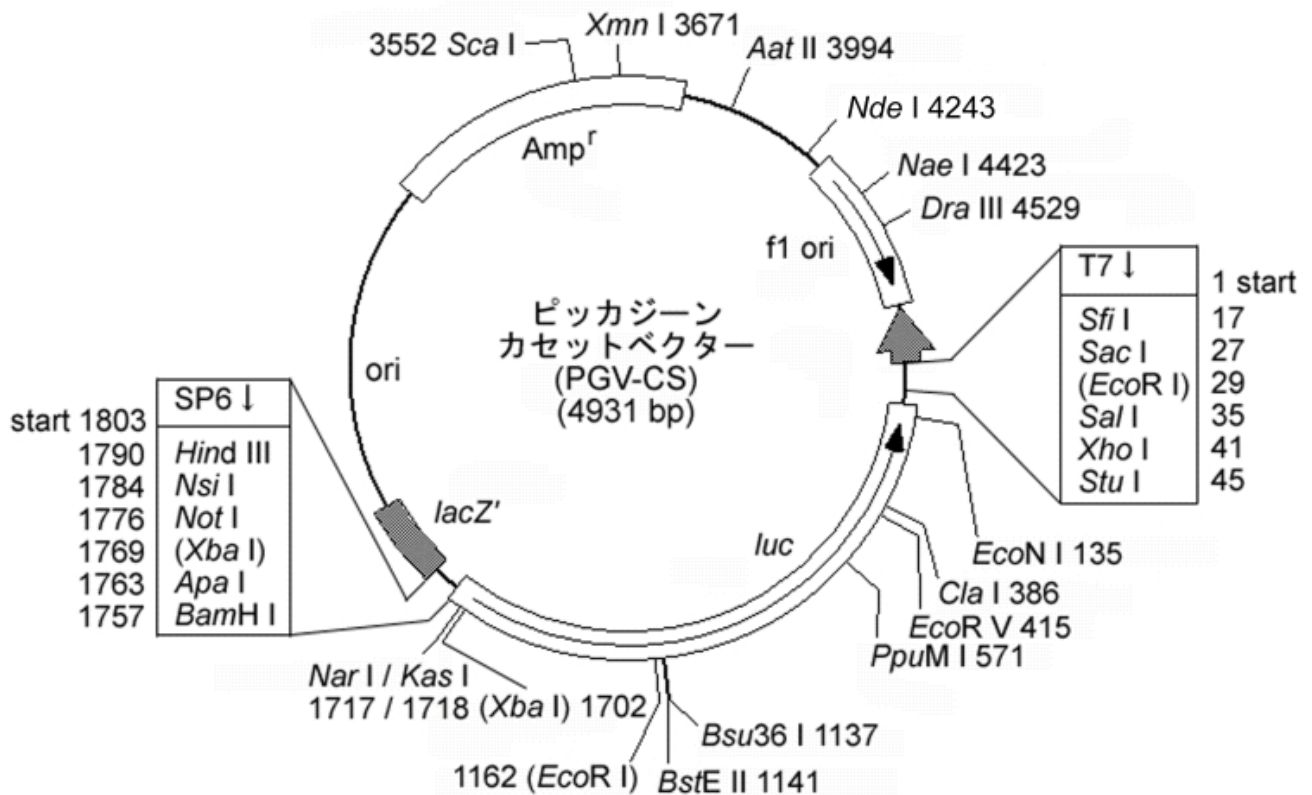 3552 Sca I
Xmn I 3671
Aat II 3994
Nde I 4243
Nae I 4423
Dra III 4529
Amp^r
f1 ori
ori
ピッカジーン
カセットベクター
(PGV-CS)
(4931 bp)
T7 ↓ 1 start
Sfi I 17
Sac I 27
(EcoR I) 29
Sal I 35
Xho I 41
Stu I 45
SP6 ↓
start 1803
1790 Hind III
1784 Nsi I
1776 Not I
1769 (Xba I)
1763 Apa I
1757 BamH I
lacZ'
luc
EcoN I 135
Cla I 386
EcoR V 415
PpuM I 571
Nar I / Kas I
1717 / 1718 (Xba I) 1702
Bsu36 I 1137
1162 (EcoR I) BstE II 1141